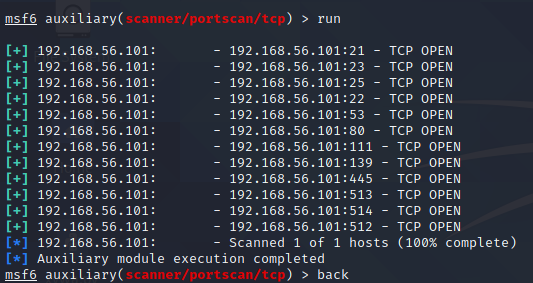 msf6 auxiliary(scanner/portscan/tcp) > run
[+] 192.168.56.101:       - 192.168.56.101:21 - TCP OPEN
[+] 192.168.56.101:       - 192.168.56.101:23 - TCP OPEN
[+] 192.168.56.101:       - 192.168.56.101:25 - TCP OPEN
[+] 192.168.56.101:       - 192.168.56.101:22 - TCP OPEN
[+] 192.168.56.101:       - 192.168.56.101:53 - TCP OPEN
[+] 192.168.56.101:       - 192.168.56.101:80 - TCP OPEN
[+] 192.168.56.101:       - 192.168.56.101:111 - TCP OPEN
[+] 192.168.56.101:       - 192.168.56.101:139 - TCP OPEN
[+] 192.168.56.101:       - 192.168.56.101:445 - TCP OPEN
[+] 192.168.56.101:       - 192.168.56.101:513 - TCP OPEN
[+] 192.168.56.101:       - 192.168.56.101:514 - TCP OPEN
[+] 192.168.56.101:       - 192.168.56.101:512 - TCP OPEN
[*] 192.168.56.101:       - Scanned 1 of 1 hosts (100% complete)
[*] Auxiliary module execution completed
msf6 auxiliary(scanner/portscan/tcp) > back